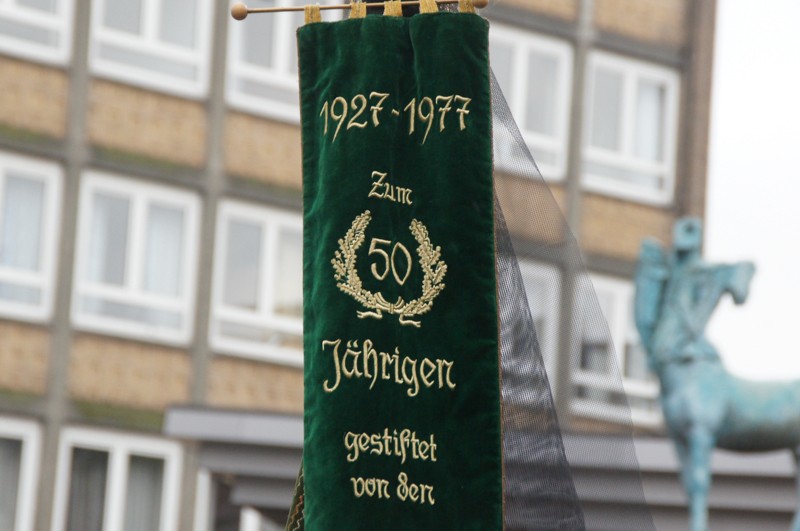 1927-1977
Zum
50
Jährigen
gestiftet
von den